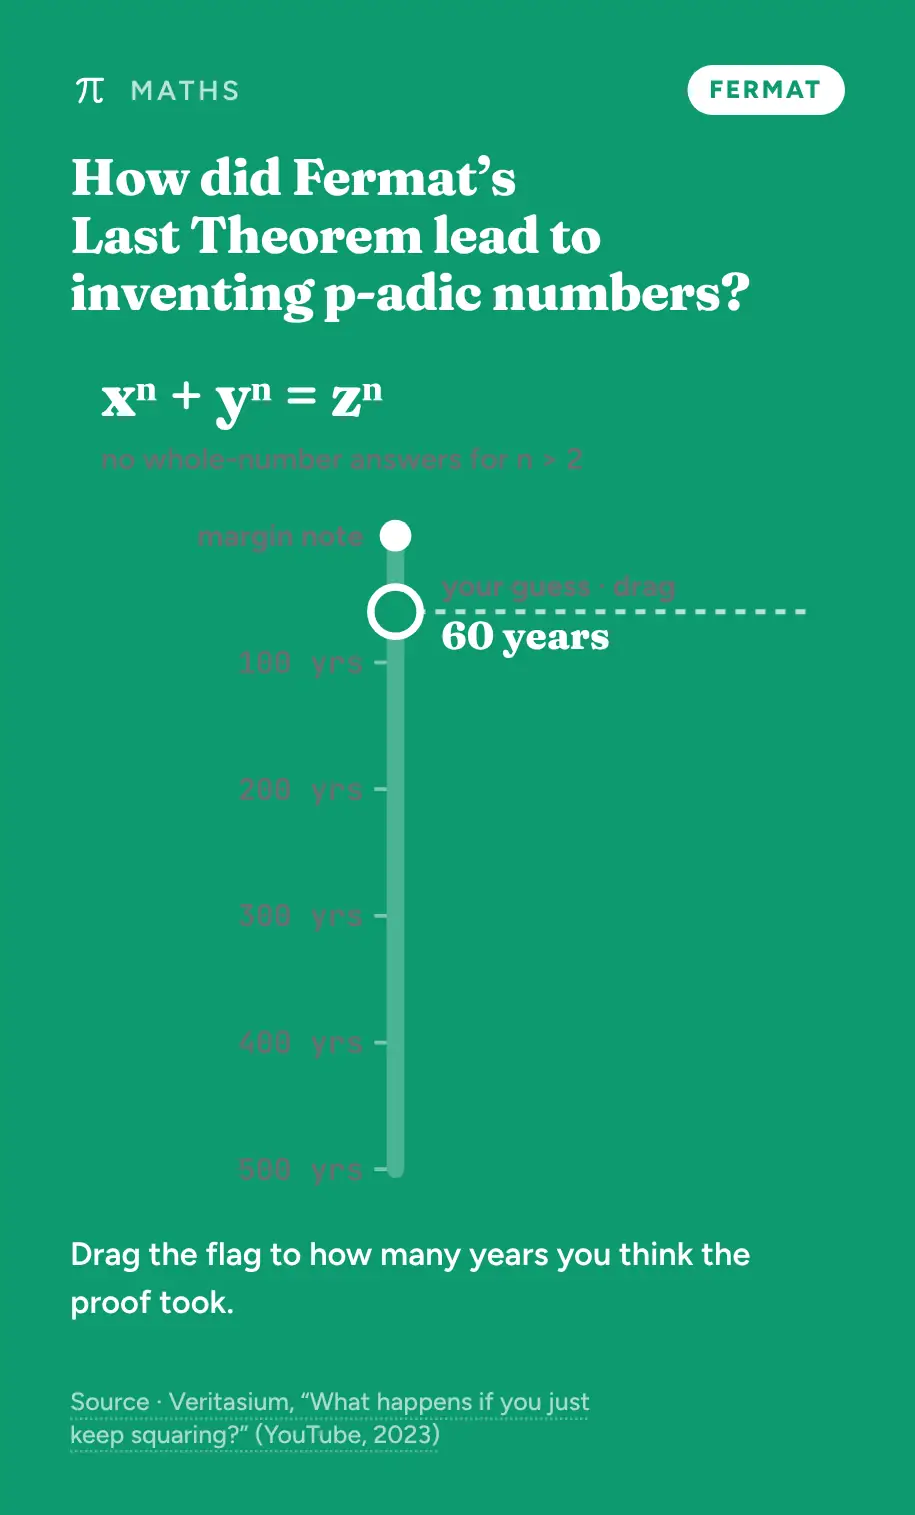 π MATHS
FERMAT
How did Fermat’s
Last Theorem lead to
inventing p-adic numbers?
xⁿ + yⁿ = zⁿ
no whole-number answers for n > 2
margin note
your guess · drag
60 years
100 yrs
200 yrs
300 yrs
400 yrs
500 yrs
Drag the flag to how many years you think the
proof took.
Source · Veritasium, “What happens if you just
keep squaring?” (YouTube, 2023)